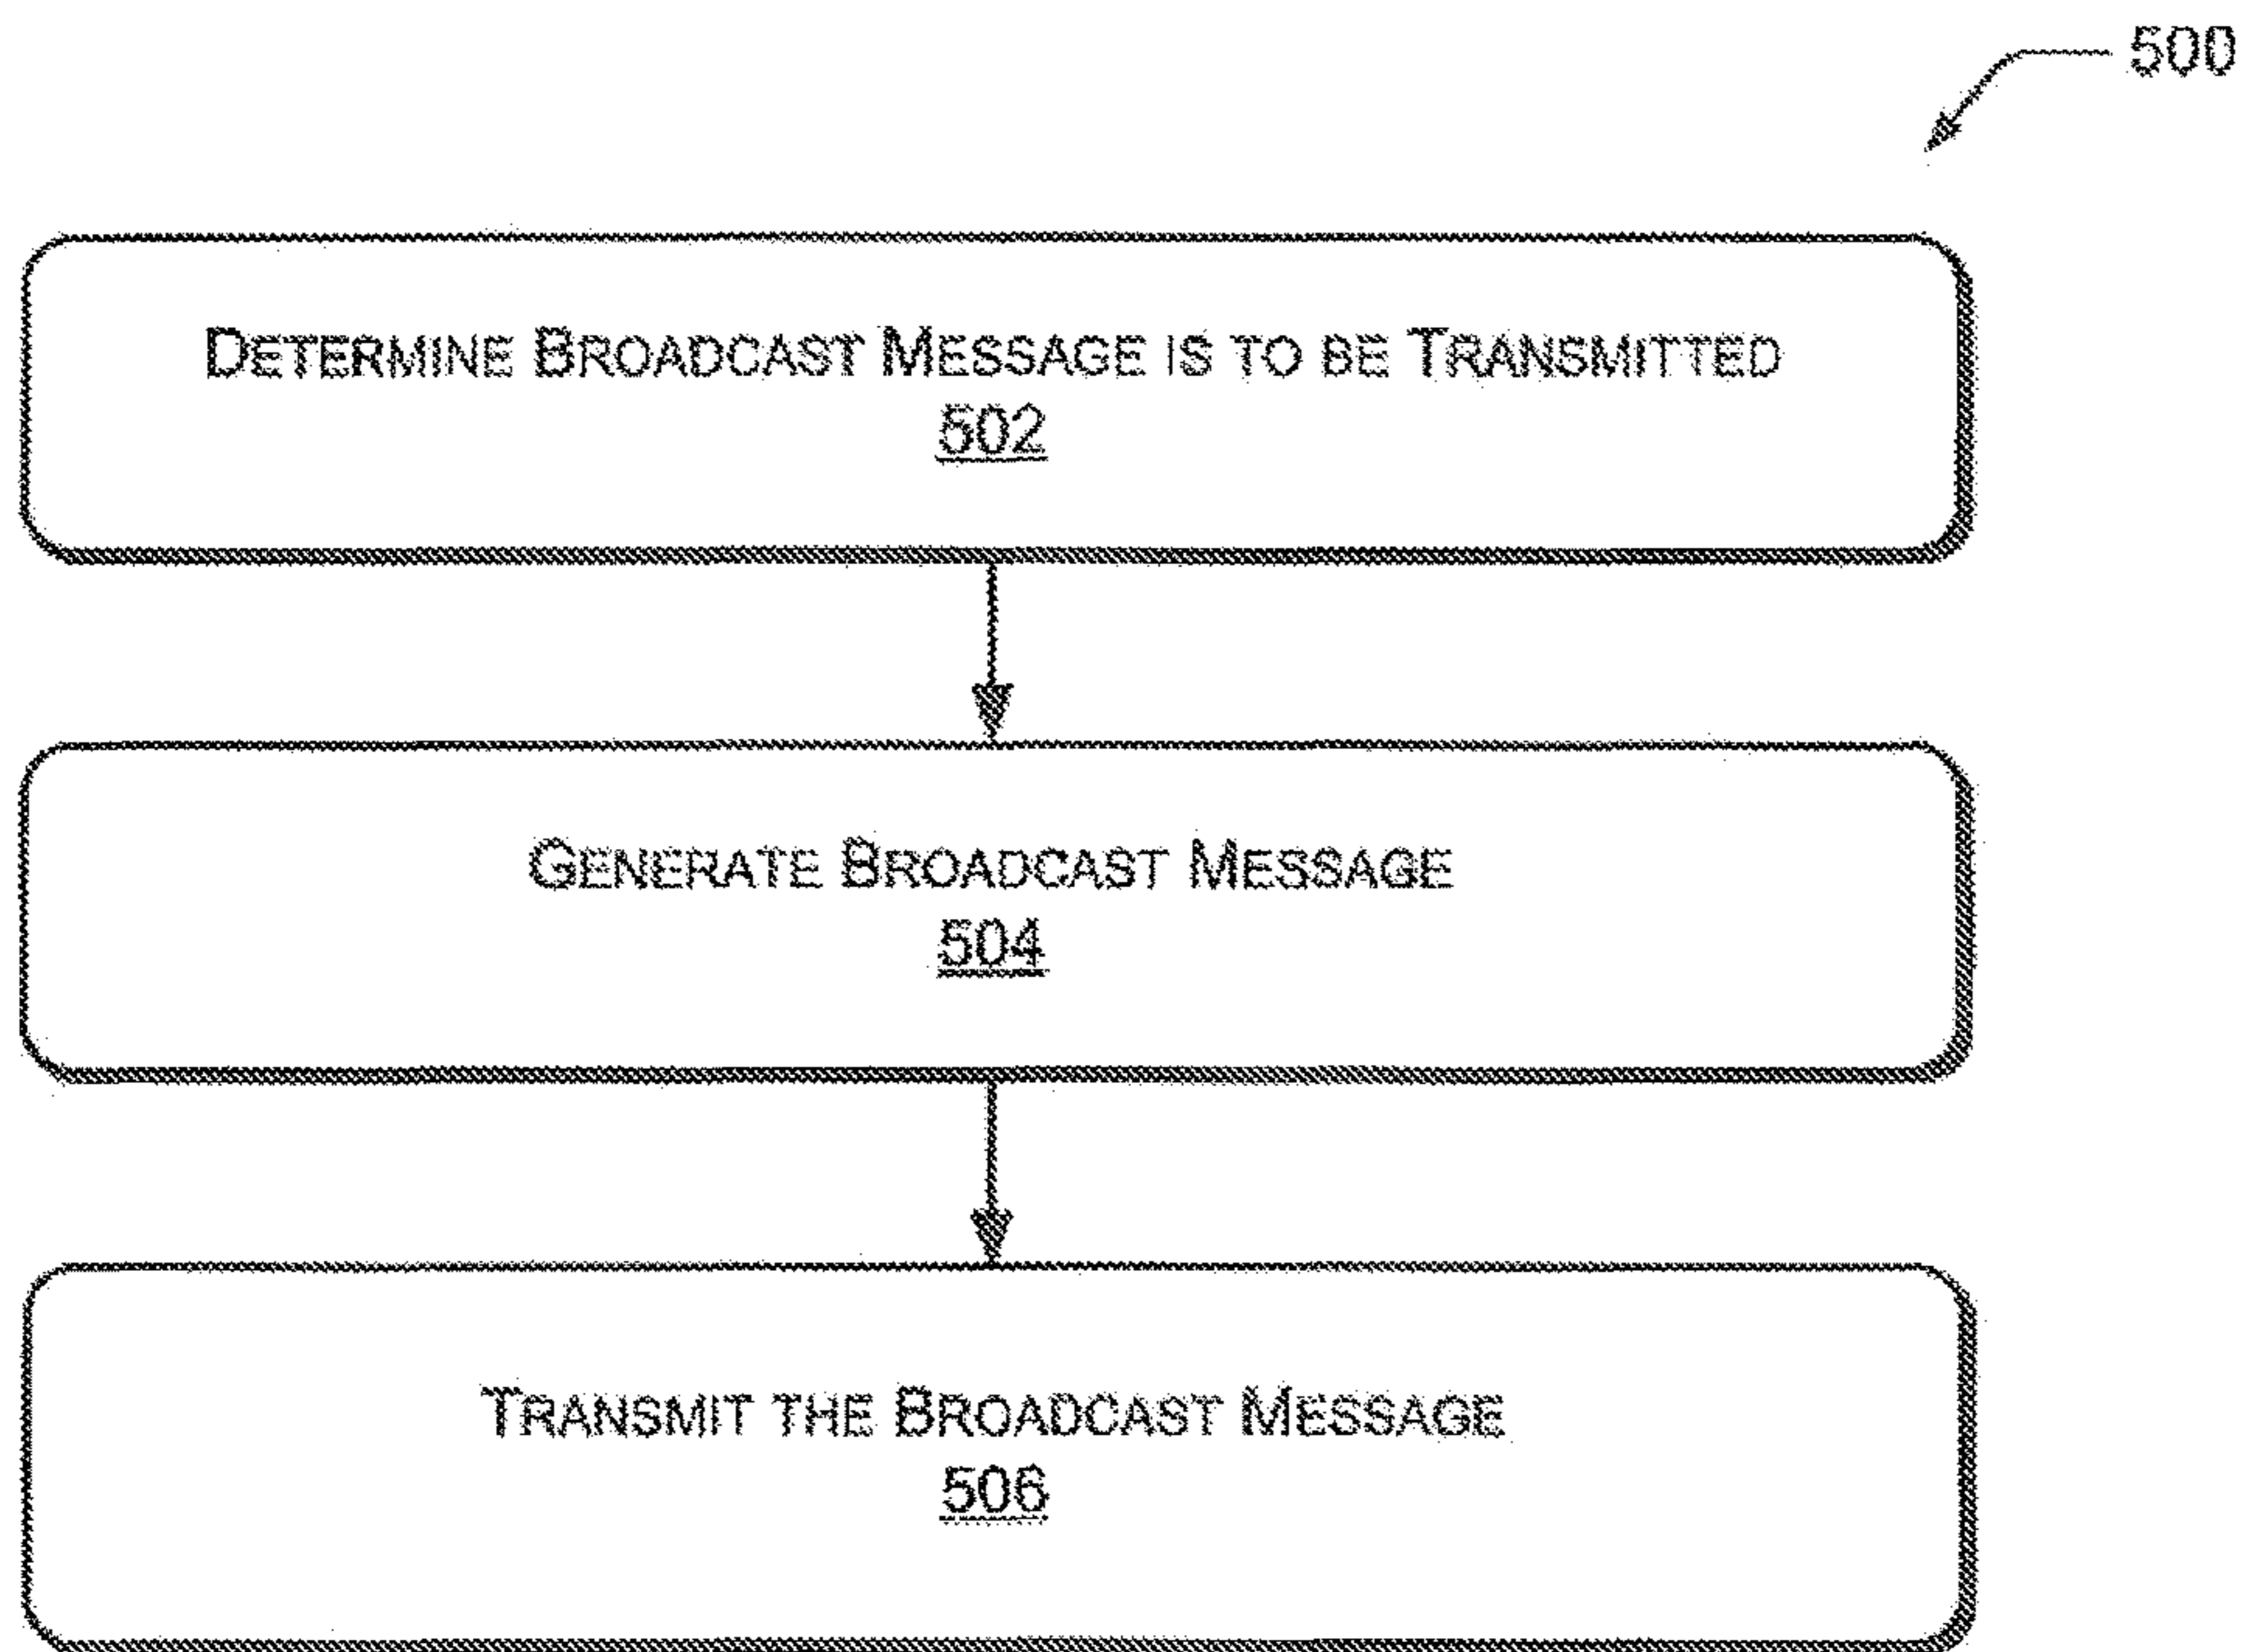 500
DETERMINE BROADCAST MESSAGE IS TO BE TRANSMITTED
502
GENERATE BROADCAST MESSAGE
504
TRANSMIT THE BROADCAST MESSAGE
506